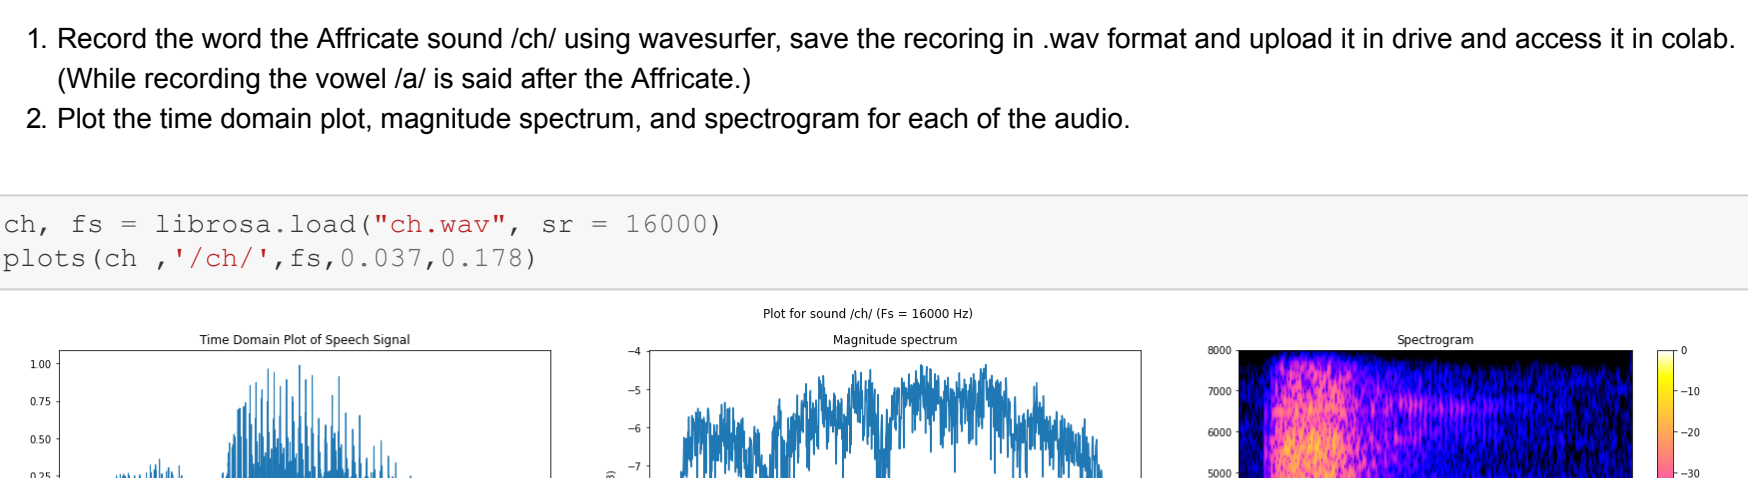 1. Record the word the Affricate sound /ch/ using wavesurfer, save the recoring in .wav format and upload it in drive and access it in colab.
(While recording the vowel /a/ is said after the Affricate.)
2. Plot the time domain plot, magnitude spectrum, and spectrogram for each of the audio.
ch, fs = librosa.load("ch.wav", sr = 16000)
plots(ch ,'/ch/',fs,0.037,0.178)
Plot for sound /ch/ (Fs = 16000 Hz)
Time Domain Plot of Speech Signal
Magnitude spectrum
Spectrogram
1.00
0.75
0.50
0.25
−4
−5
−6
−7
8000
7000
6000
5000
0
−10
−20
−30